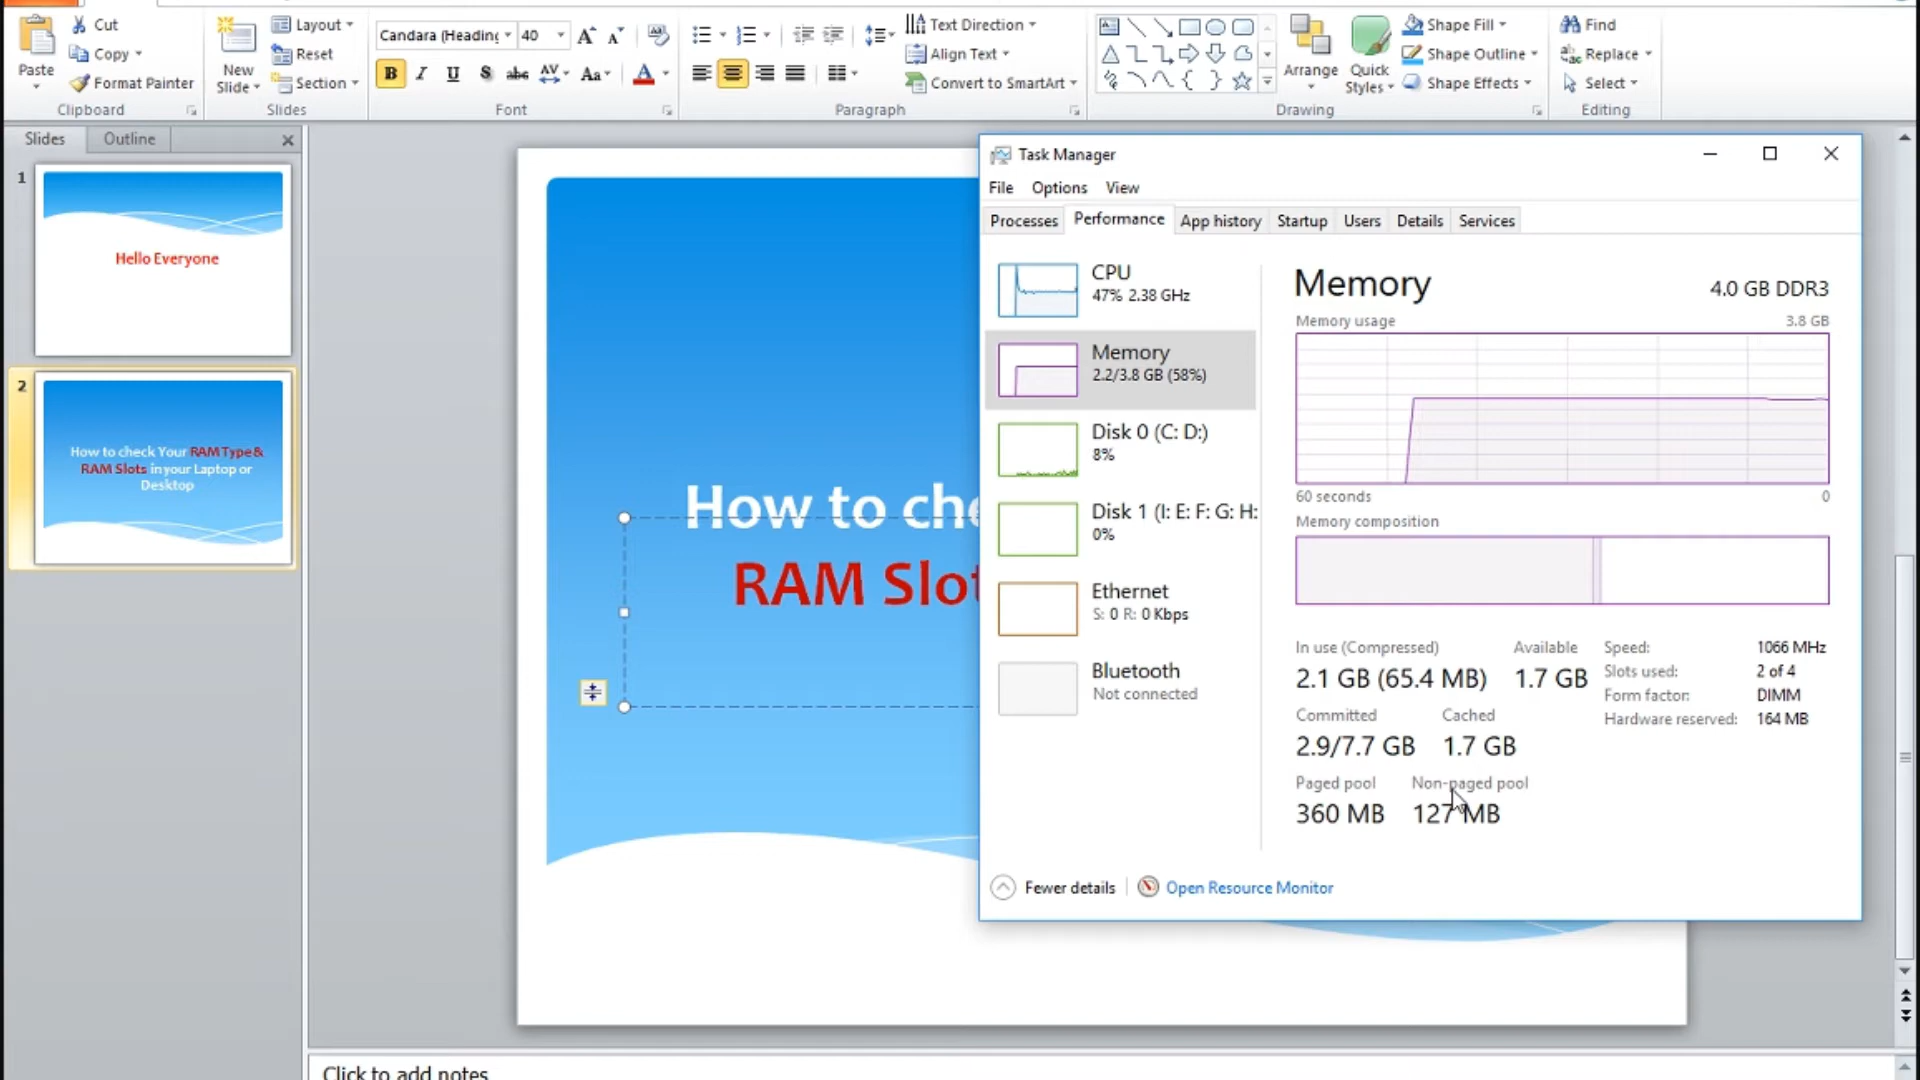 Cut
Copy
Format Painter
Paste
Clipboard
New
Slide
Layout
Reset
Section
Slides
Candara (Heading
40
B
I
U
S
abc
AV
Aa
A
Font
Text Direction
Align Text
Convert to SmartArt
Paragraph
Arrange
Quick
Styles
Shape Fill
Shape Outline
Shape Effects
Drawing
Find
Replace
Select
Editing
Slides
Outline
1
Hello Everyone
2
How to check Your RAM Type &
RAM Slots in your Laptop or
Desktop
How to che
RAM Slot
Click to add notes
Task Manager
File
Options
View
Processes
Performance
App history
Startup
Users
Details
Services
CPU
47% 2.38 GHz
Memory
2.2/3.8 GB (58%)
Disk 0 (C: D:)
8%
Disk 1 (I: E: F: G: H:
0%
Ethernet
S: 0 R: 0 Kbps
Bluetooth
Not connected
Memory
4.0 GB DDR3
Memory usage
3.8 GB
60 seconds
0
Memory composition
In use (Compressed)
2.1 GB (65.4 MB)
Available
1.7 GB
Committed
2.9/7.7 GB
Cached
1.7 GB
Paged pool
360 MB
Non-paged pool
127 MB
Speed: 1066 MHz
Slots used: 2 of 4
Form factor: DIMM
Hardware reserved: 164 MB
Fewer details
Open Resource Monitor